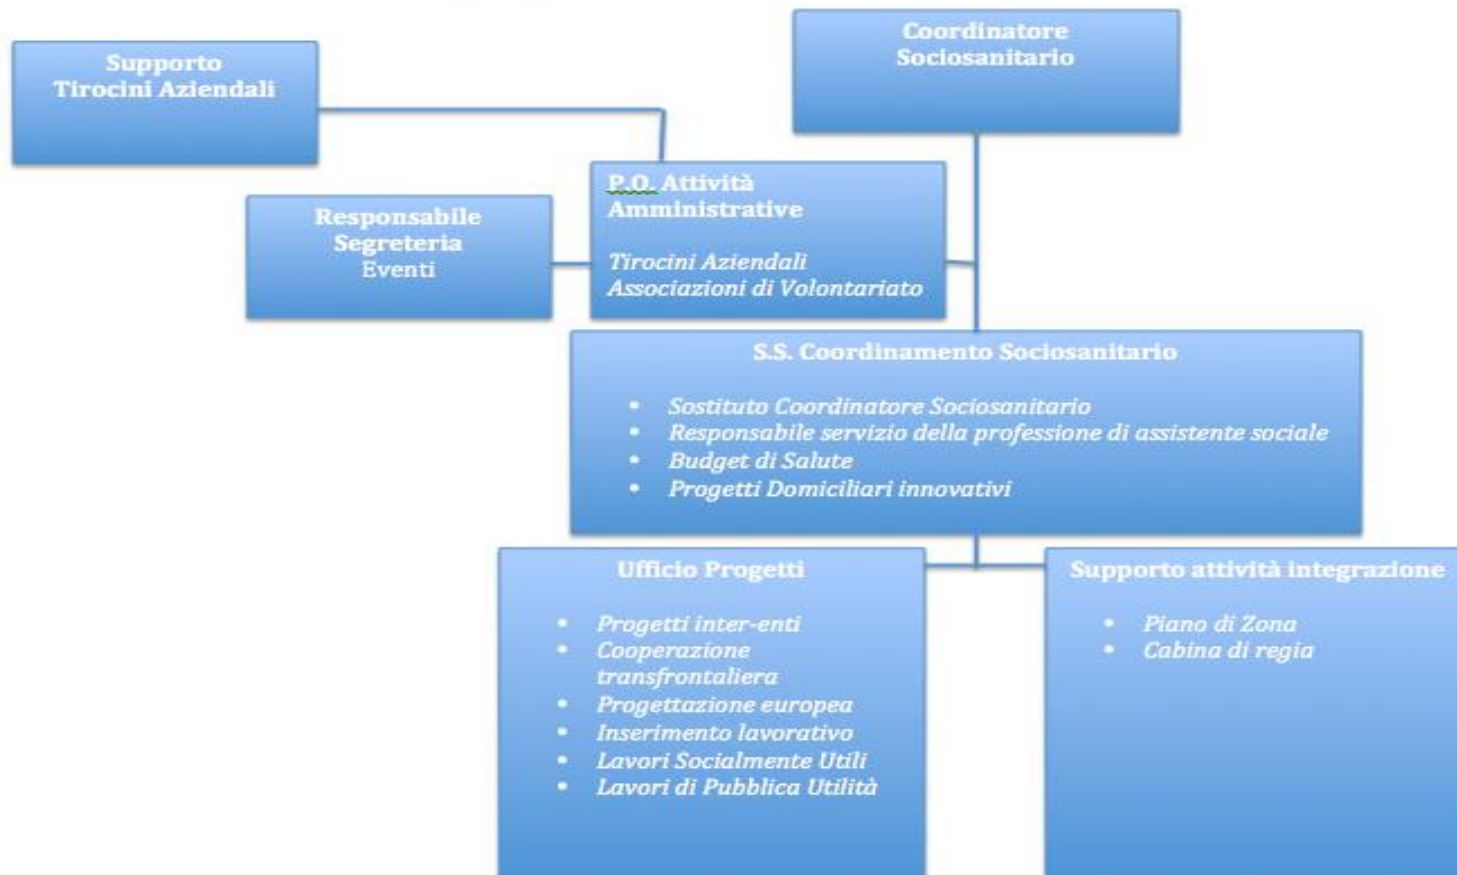 Coordinatore
Sociosanitario
Supporto
Tirocini Aziendali
P.O. Attività
Amministrative
Tirocini Aziendali
Associazioni di Volontariato
Responsabile
Segreteria
Eventi
S.S. Coordinamento Sociosanitario
• Sostituto Coordinatore Sociosanitario
• Responsabile servizio della professione di assistente sociale
• Budget di Salute
• Progetti Domiciliari innovativi
Ufficio Progetti
• Progetti inter-enti
• Cooperazione
transfrontaliera
• Progettazione europea
• Inserimento lavorativo
• Lavori Socialmente Utili
• Lavori di Pubblica Utilità
Supporto attività integrazione
• Piano di Zona
• Cabina di regia